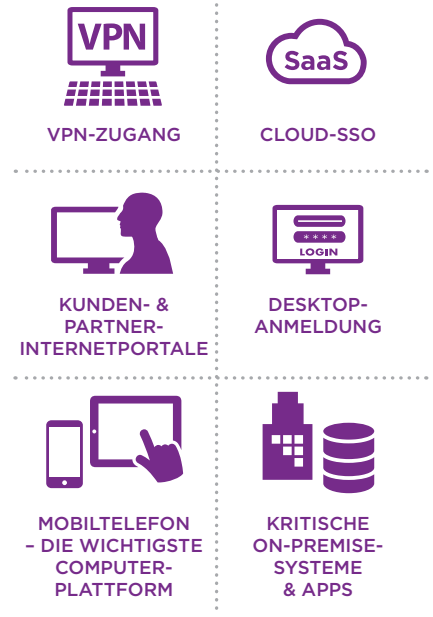 VPN
VPN-ZUGANG
SaaS
CLOUD-SSO
KUNDEN- &
PARTNER-
INTERNETPORTALE
****
LOGIN
DESKTOP-
ANMELDUNG
MOBILTELEFON
– DIE WICHTIGSTE
COMPUTER-
PLATTFORM
KRITISCHE
ON-PREMISE-
SYSTEME
& APPS